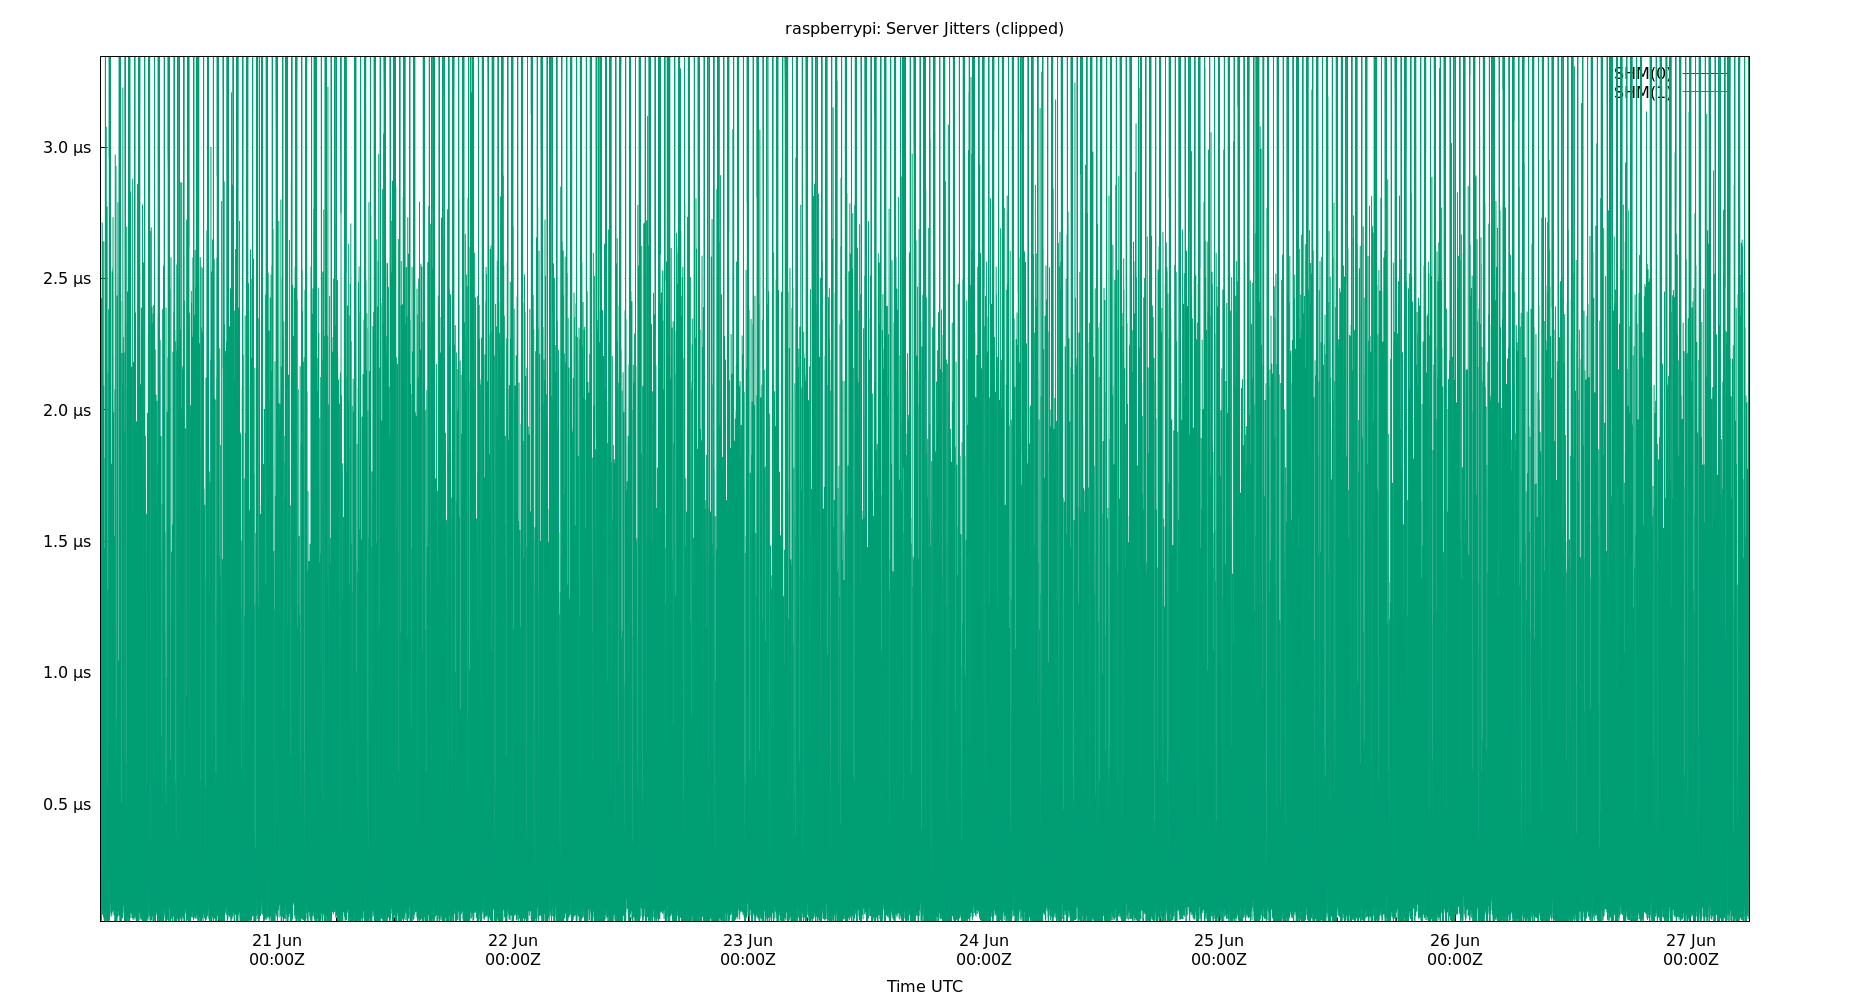 raspberrypi: Server Jitters (clipped)
SHM(0)
SHM(1)
3.0 µs
2.5 µs
2.0 µs
1.5 µs
1.0 µs
0.5 µs
21 Jun 22 Jun 23 Jun 24 Jun 25 Jun 26 Jun 27 Jun
00:00Z 00:00Z 00:00Z 00:00Z 00:00Z 00:00Z 00:00Z
Time UTC